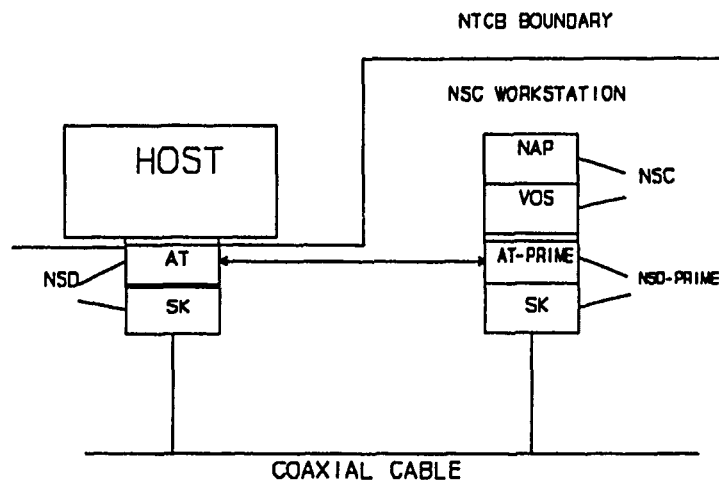 NTCB BOUNDARY
NSC WORKSTATION
HOST
NAP
NSC
VOS
AT
AT-PRIME
NSD
NSD-PRIME
SK
SK
COAXIAL CABLE